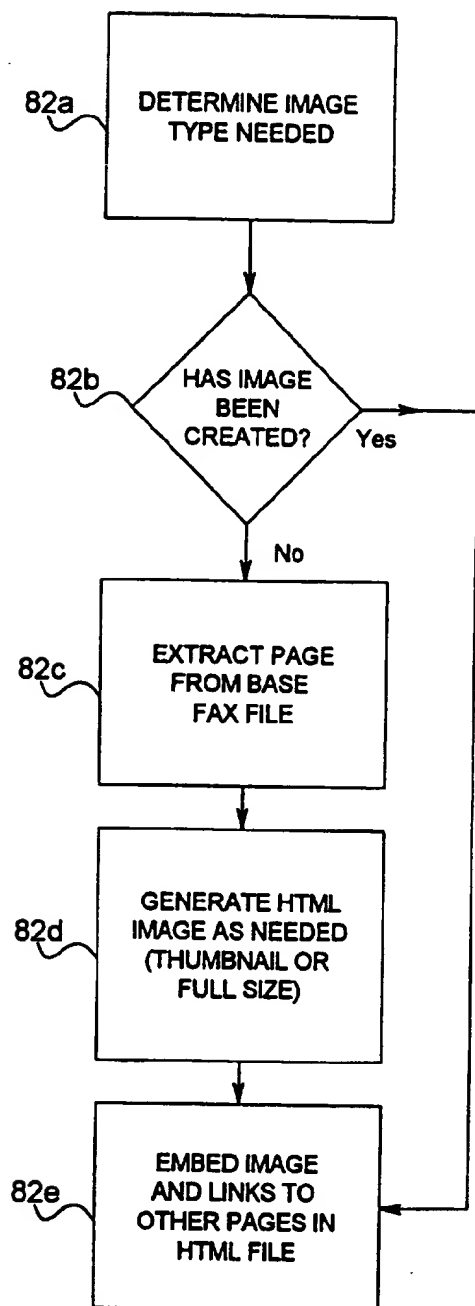 82a
DETERMINE IMAGE
TYPE NEEDED
82b
HAS IMAGE
BEEN
CREATED?
Yes
No
82c
EXTRACT PAGE
FROM BASE
FAX FILE
82d
GENERATE HTML
IMAGE AS NEEDED
(THUMBNAIL OR
FULL SIZE)
82e
EMBED IMAGE
AND LINKS TO
OTHER PAGES IN
HTML FILE